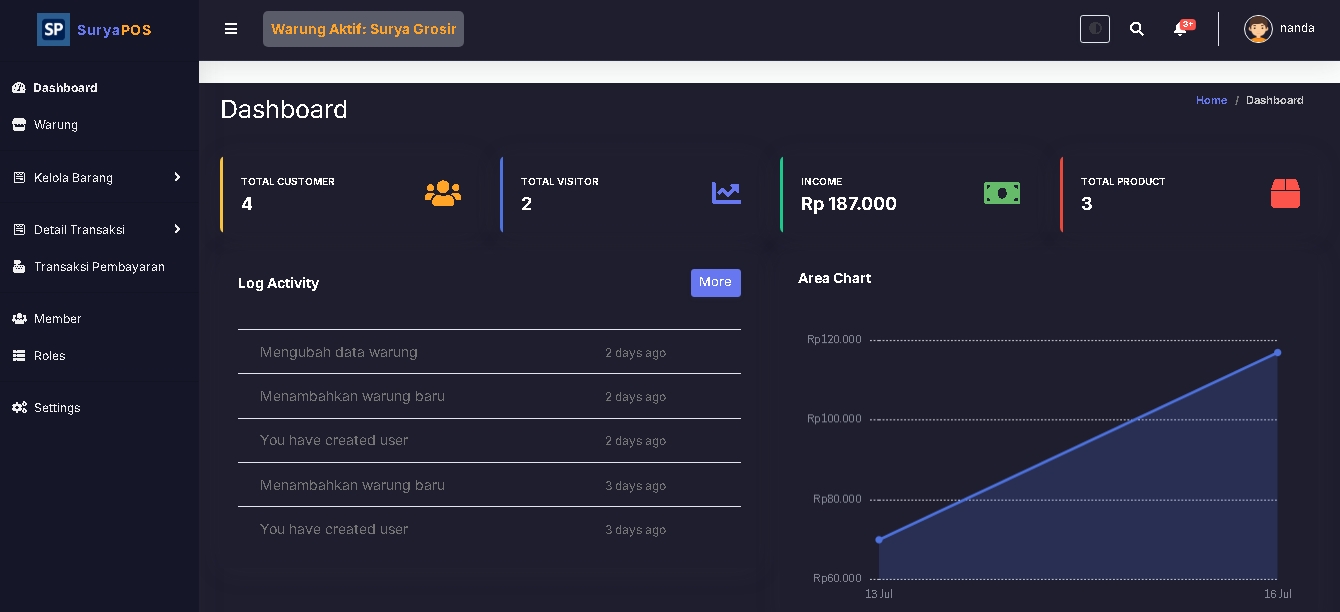 SP SuryaPOS
Warung Aktif: Surya Grosir
3+
nanda
Dashboard
Warung
Kelola Barang
Detail Transaksi
Transaksi Pembayaran
Member
Roles
Settings
Dashboard
Home / Dashboard
TOTAL CUSTOMER
4
TOTAL VISITOR
2
INCOME
Rp 187.000
TOTAL PRODUCT
3
Log Activity
More
Mengubah data warung 2 days ago
Menambahkan warung baru 2 days ago
You have created user 2 days ago
Menambahkan warung baru 3 days ago
You have created user 3 days ago
Area Chart
Rp120.000
Rp100.000
Rp80.000
Rp60.000
13 Jul 16 Jul